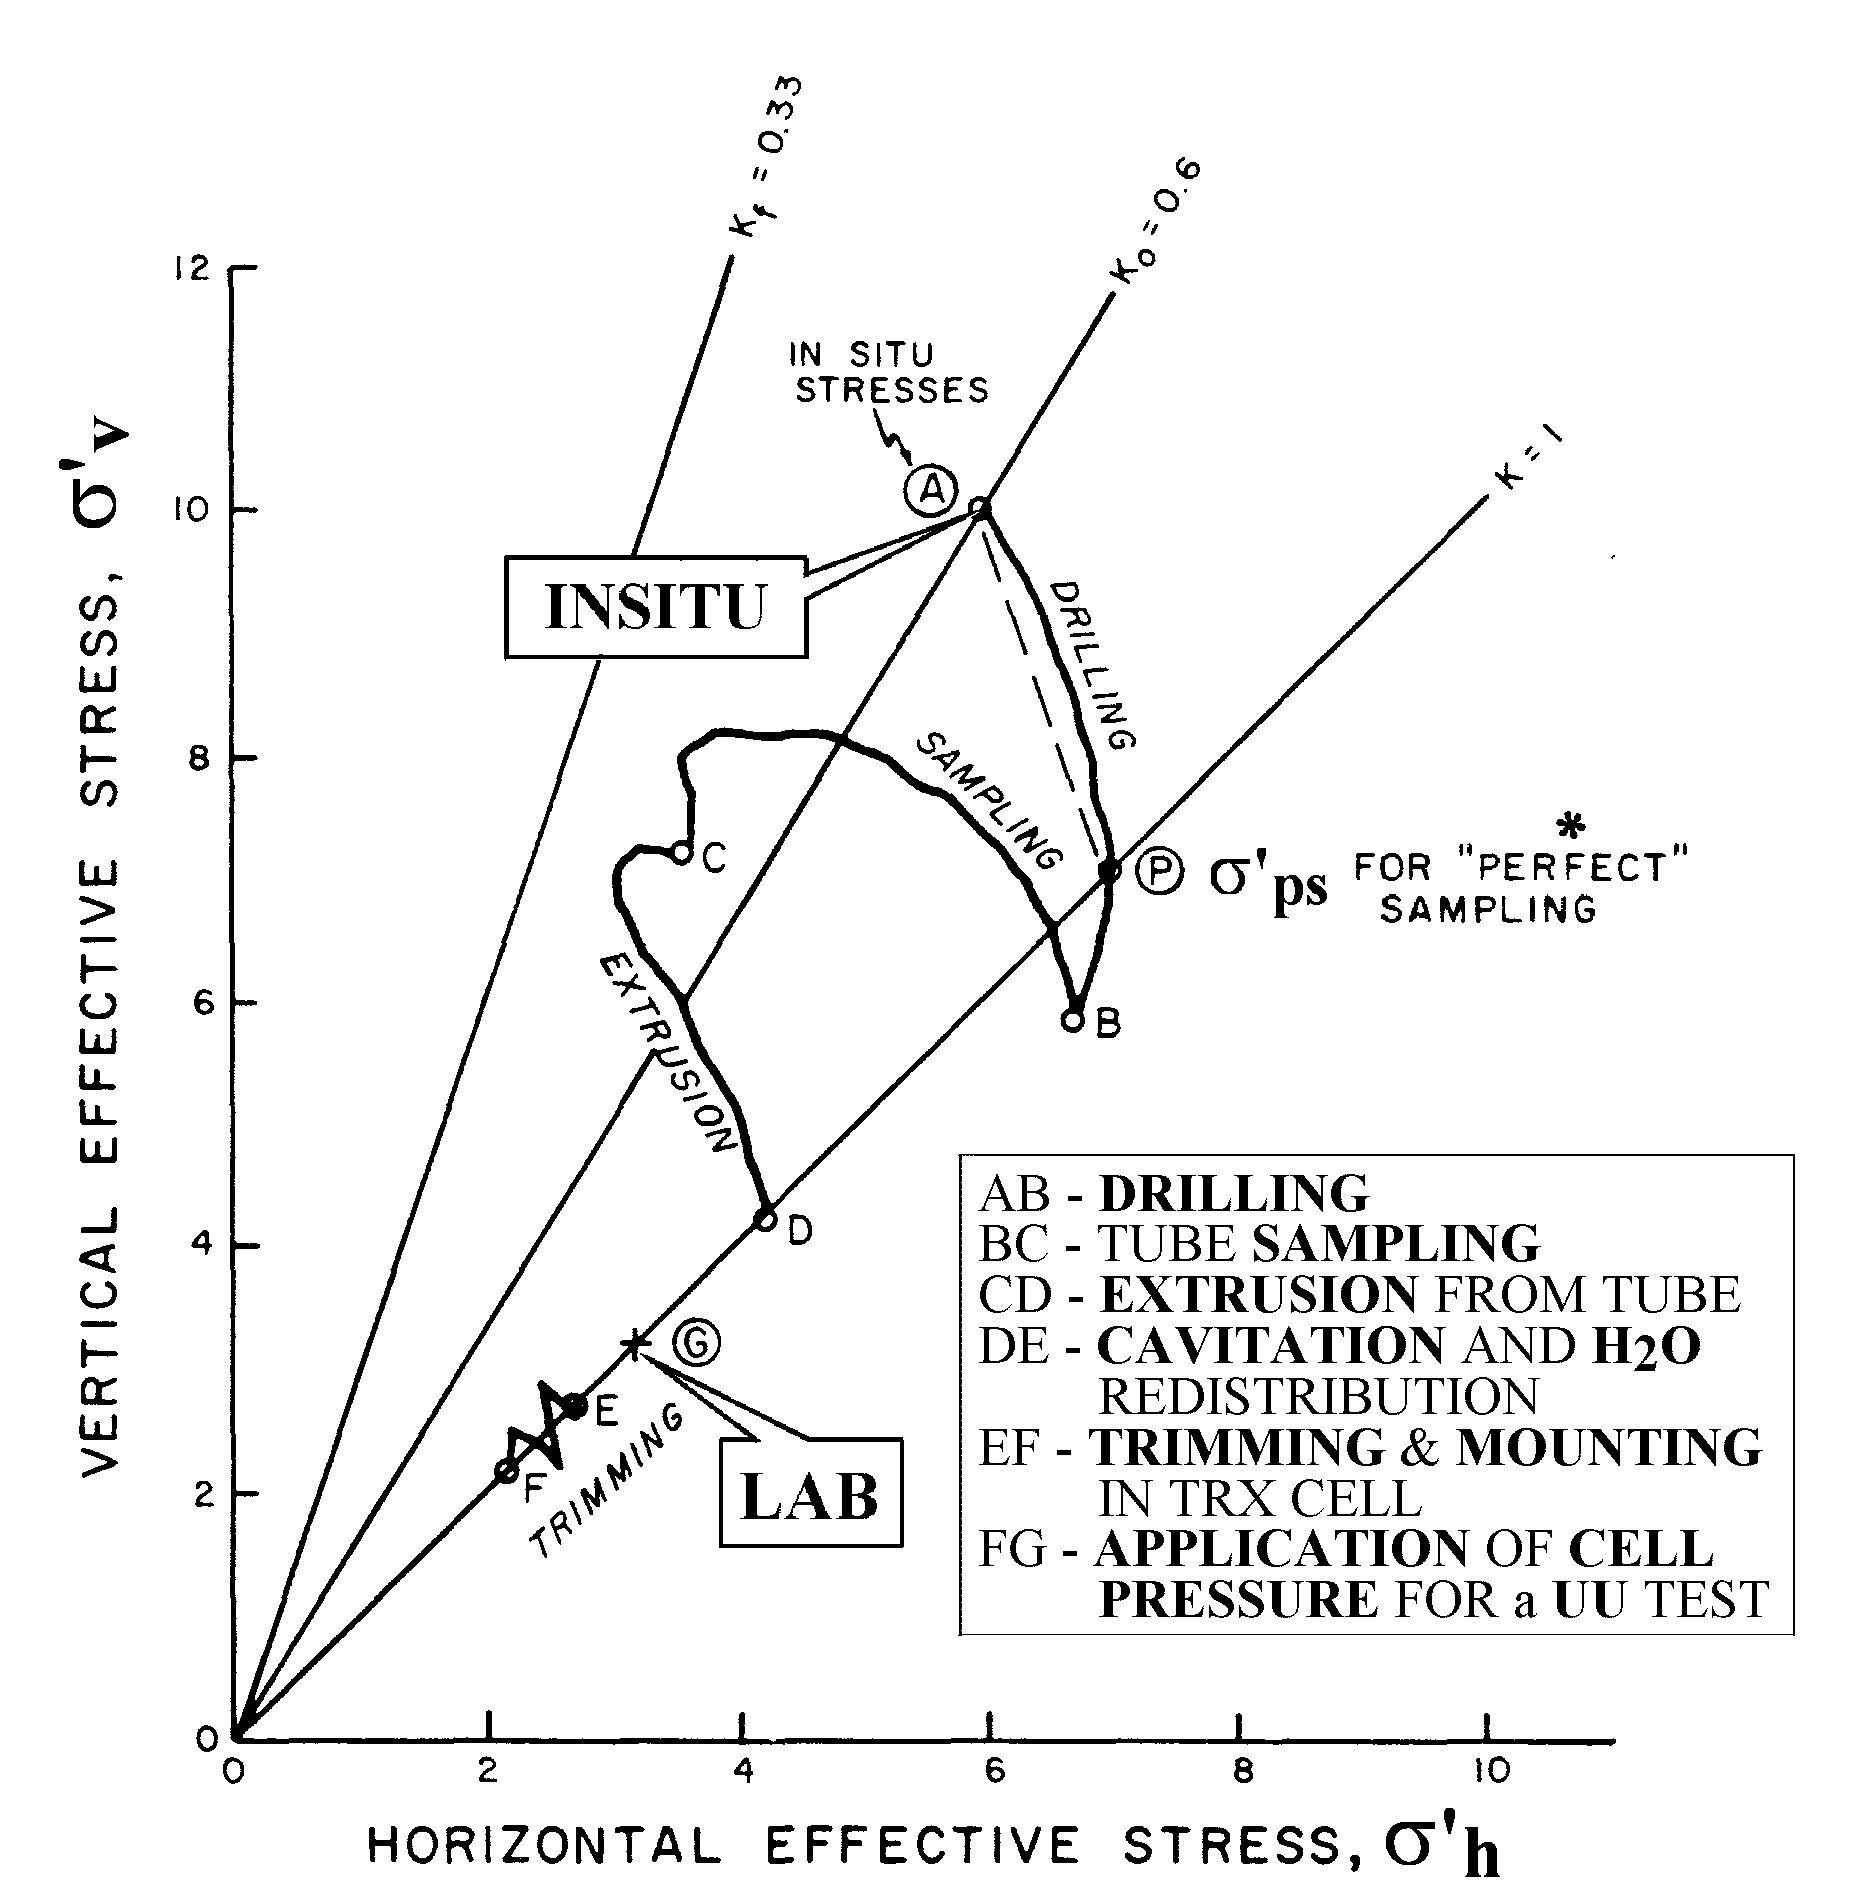 K_f = 0.33
K_o = 0.6
K = 1
12
10
8
6
4
2
0
0
2
4
6
8
10
VERTICAL EFFECTIVE STRESS, σ'v
HORIZONTAL EFFECTIVE STRESS, σ'h
IN SITU
STRESSES
A
INSITU
DRILLING
SAMPLING
C
P
σ'ps
*
FOR "PERFECT"
SAMPLING
B
EXTRUSION
D
G
E
F
TRIMMING
LAB
AB - DRILLING
BC - TUBE SAMPLING
CD - EXTRUSION FROM TUBE
DE - CAVITATION AND H2O
REDISTRIBUTION
EF - TRIMMING & MOUNTING
IN TRX CELL
FG - APPLICATION OF CELL
PRESSURE FOR a UU TEST